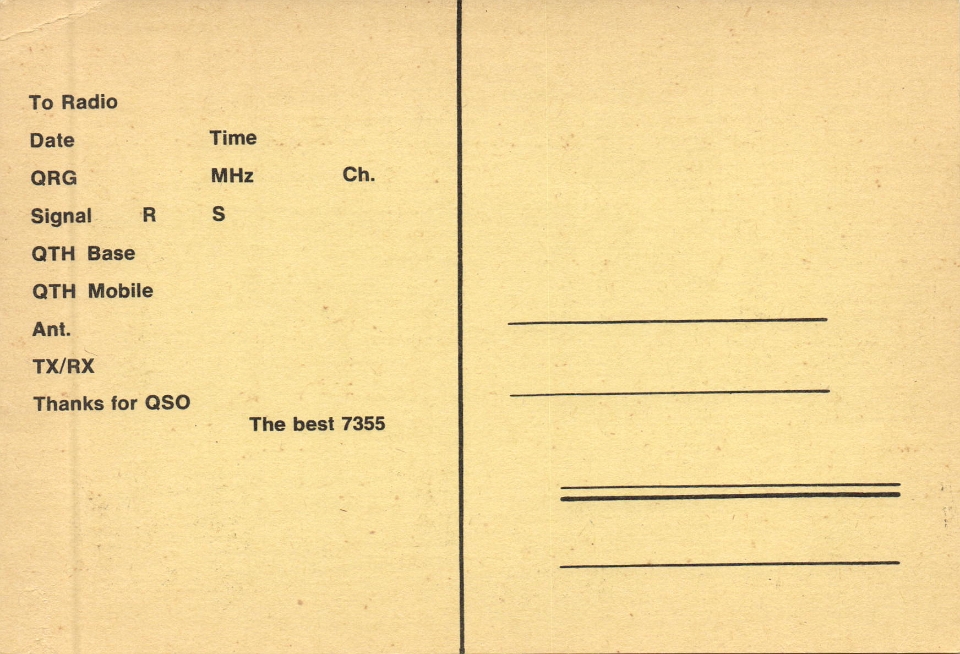 To Radio
Date Time
QRG MHz Ch.
Signal R S
QTH Base
QTH Mobile
Ant.
TX/RX
Thanks for QSO
The best 7355